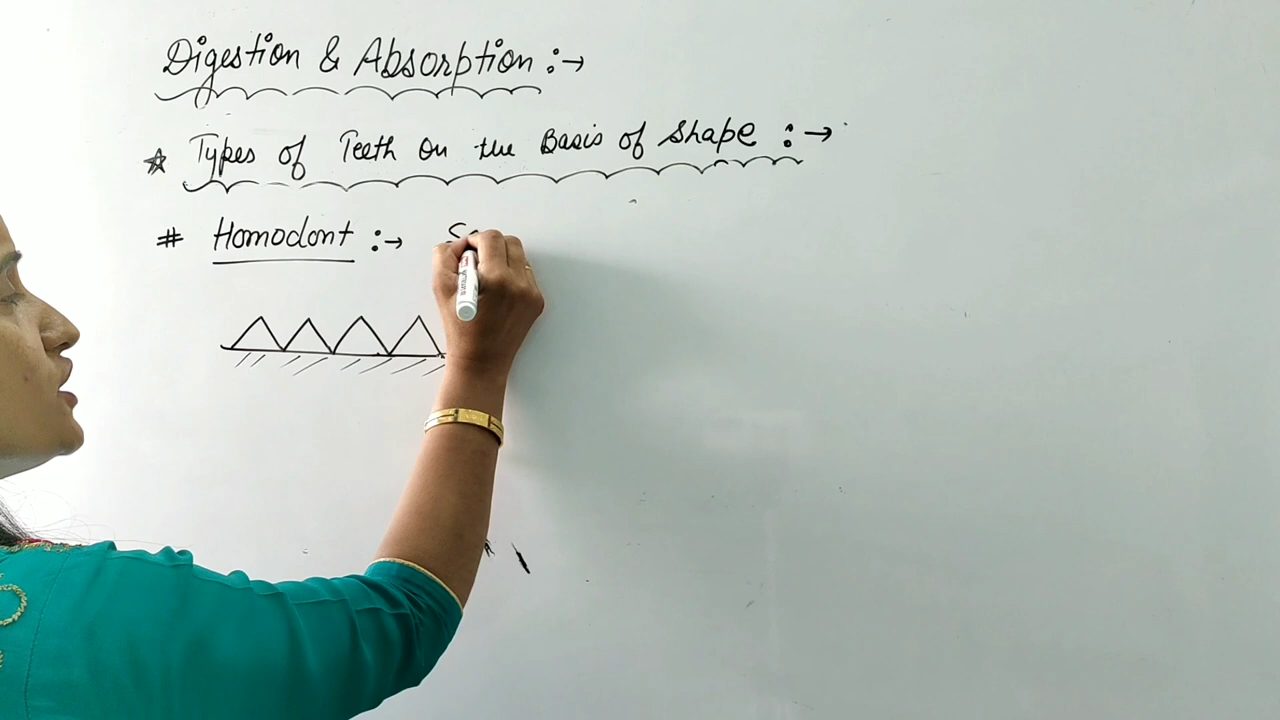 Digestion & Absorption :→
☆ Types of Teeth on the Basis of shape :→
# Homodont :→